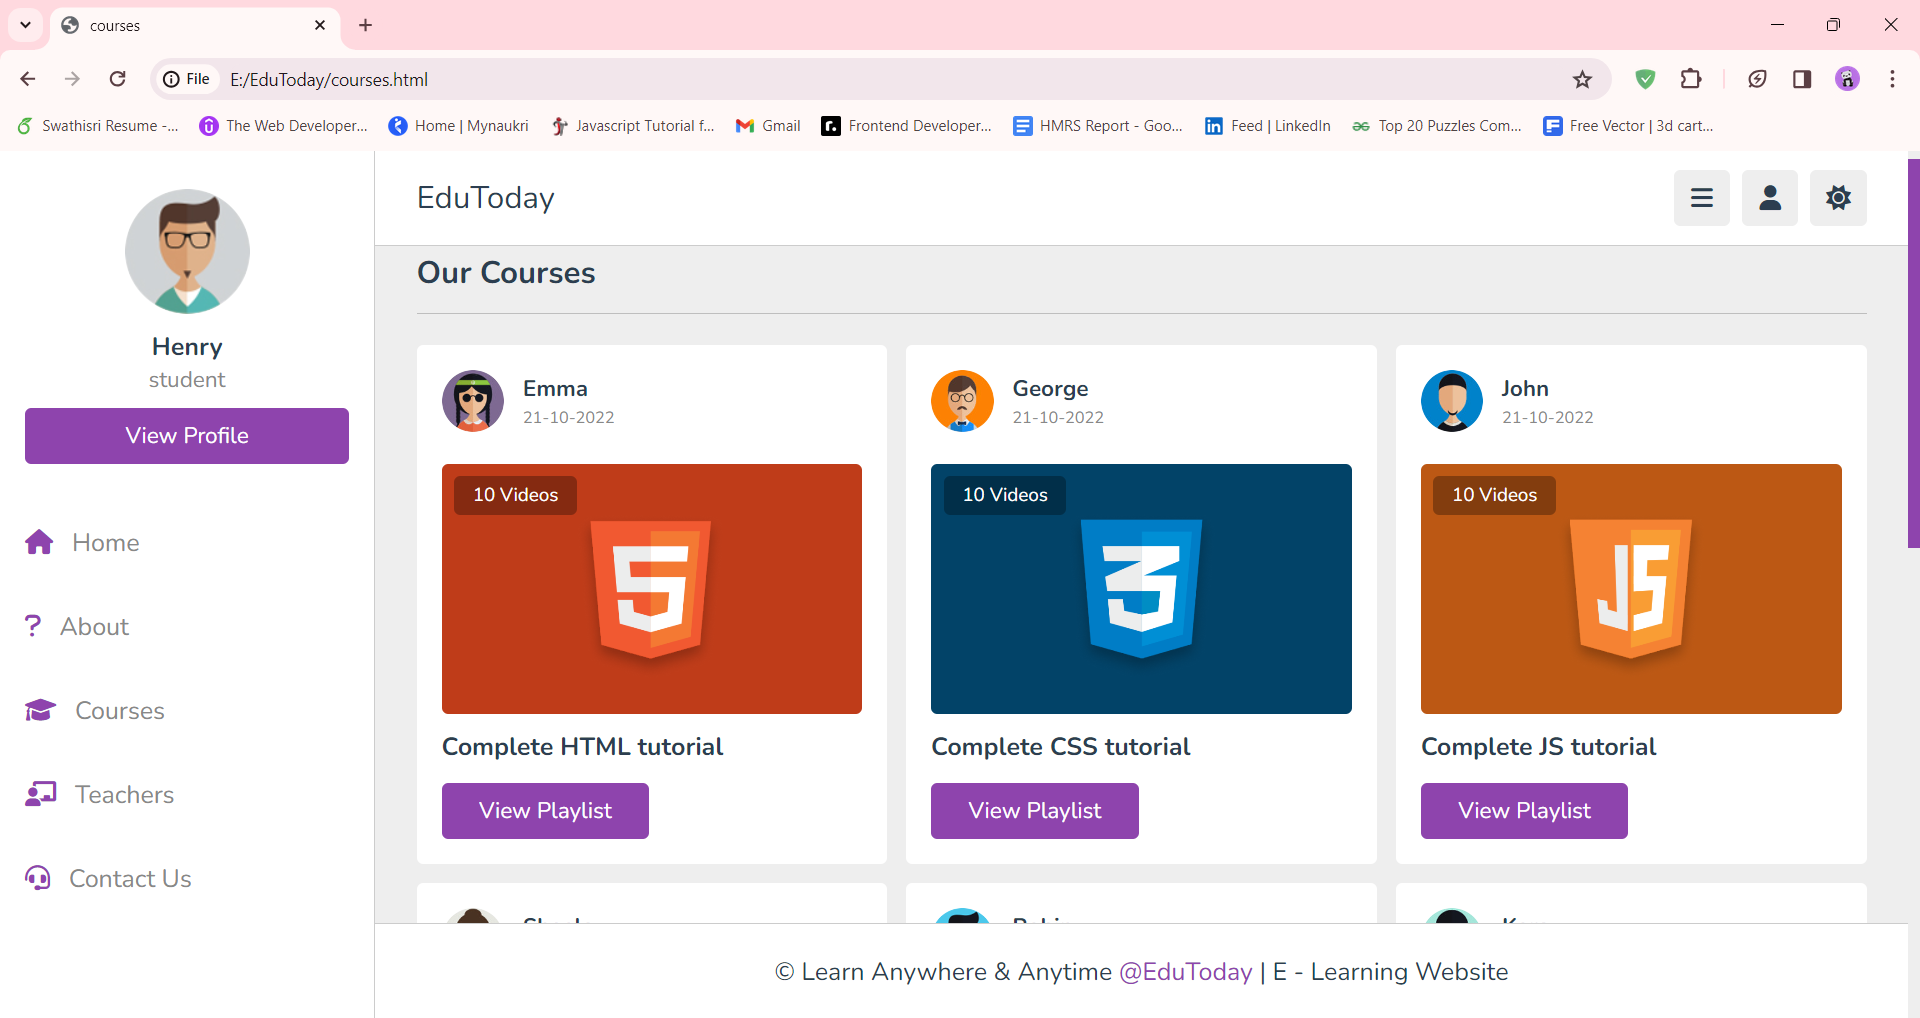 courses
File E:/EduToday/courses.html
Swathisri Resume -... The Web Developer... Home | Mynaukri Javascript Tutorial f... Gmail Frontend Developer... HMRS Report - Goo... Feed | LinkedIn Top 20 Puzzles Com... Free Vector | 3d cart...
Henry
student
View Profile
Home
About
Courses
Teachers
Contact Us
EduToday
Our Courses
Emma
21-10-2022
10 Videos
5
Complete HTML tutorial
View Playlist
George
21-10-2022
10 Videos
3
Complete CSS tutorial
View Playlist
John
21-10-2022
10 Videos
JS
Complete JS tutorial
View Playlist
© Learn Anywhere & Anytime @EduToday | E - Learning Website